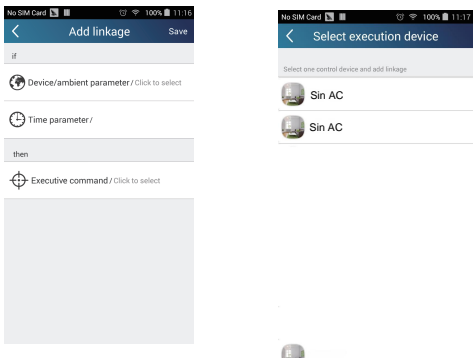 No SIM Card 100% 11:16
Add linkage Save
if
Device/ambient parameter / Click to select
Time parameter /
then
Executive command / Click to select
No SIM Card 100% 11:17
Select execution device
Select one control device and add linkage
Sin AC
Sin AC